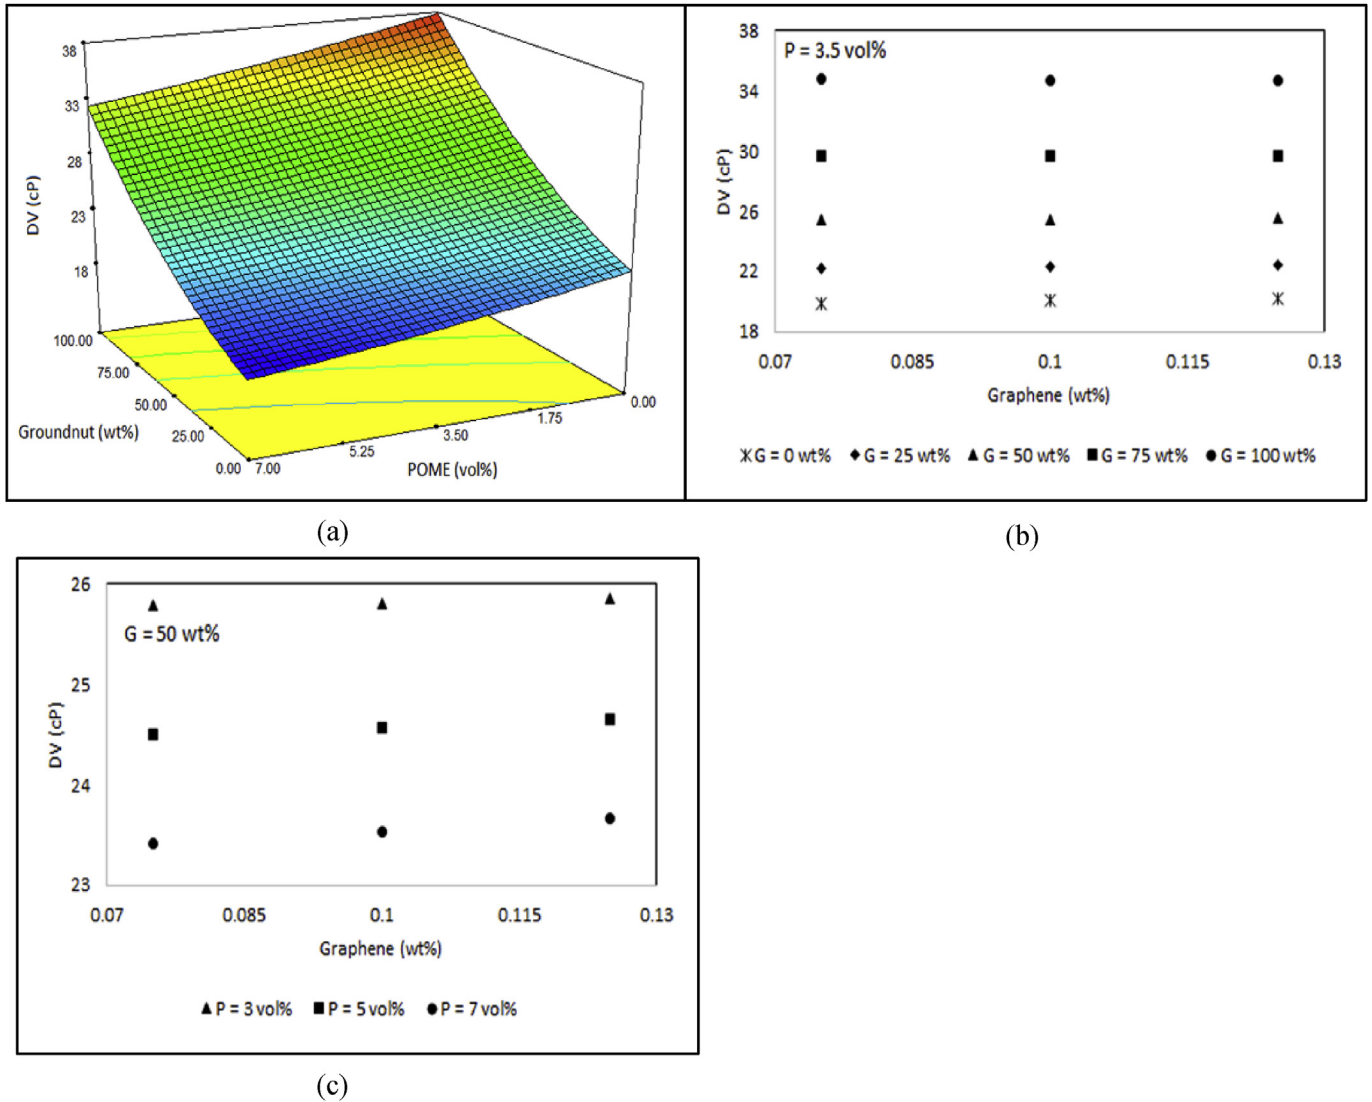 38
33
28
23
18
DV (cP)
100.00
75.00
50.00
25.00
0.00
Groundnut (wt%)
7.00
5.25
3.50
1.75
0.00
POME (vol%)
(a)
P = 3.5 vol%
38
34
30
26
22
18
DV (cP)
0.07 0.085 0.1 0.115 0.13
Graphene (wt%)
G = 0 wt% G = 25 wt% G = 50 wt% G = 75 wt% G = 100 wt%
(b)
26
25
24
23
DV (cP)
G = 50 wt%
0.07 0.085 0.1 0.115 0.13
Graphene (wt%)
P = 3 vol% P = 5 vol% P = 7 vol%
(c)